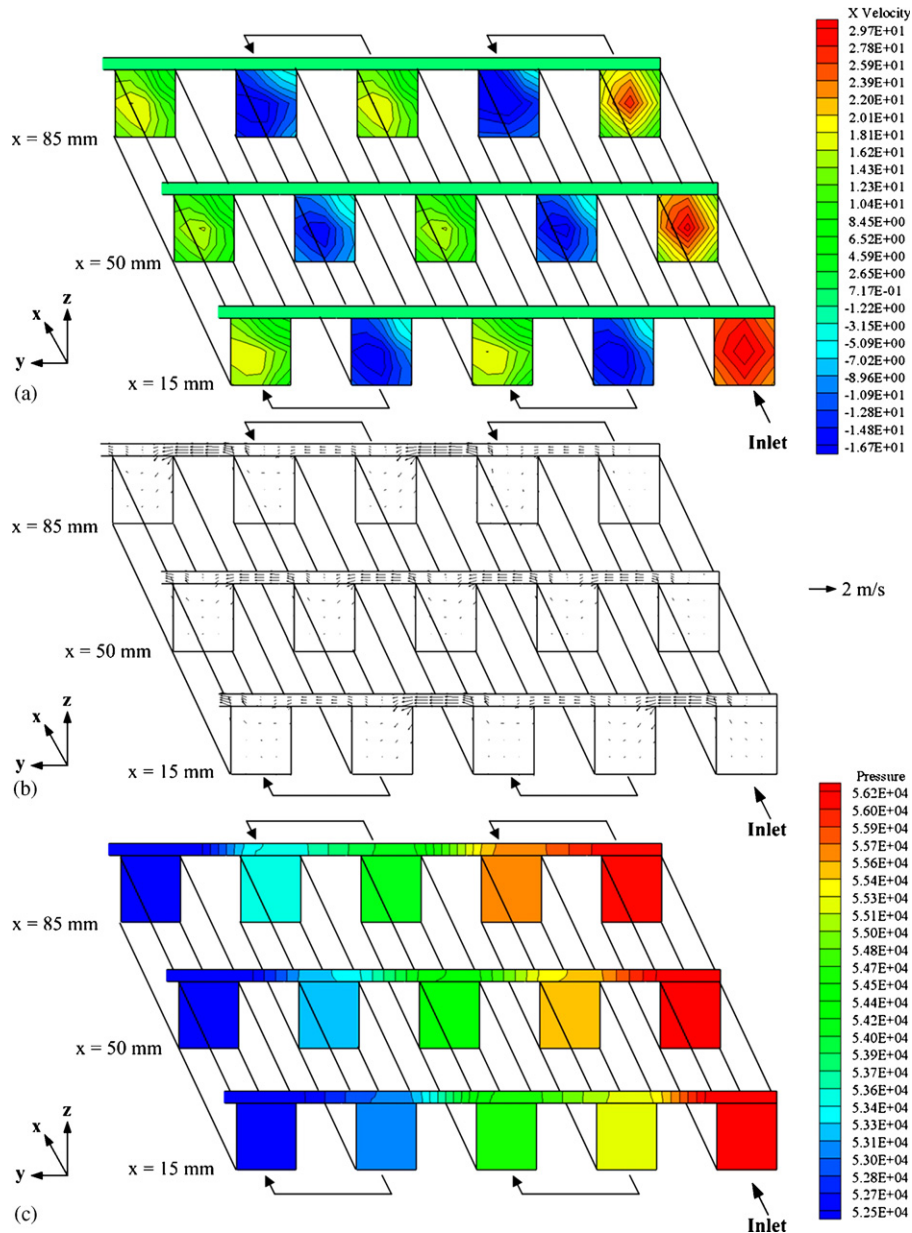 X Velocity
2.97E+01
2.78E+01
2.59E+01
2.39E+01
2.20E+01
2.01E+01
1.81E+01
1.62E+01
1.43E+01
1.23E+01
1.04E+01
8.45E+00
6.52E+00
4.59E+00
2.65E+00
7.17E-01
-1.22E+00
-3.15E+00
-5.09E+00
-7.02E+00
-8.96E+00
-1.09E+01
-1.28E+01
-1.48E+01
-1.67E+01
x = 85 mm
x = 50 mm
x = 15 mm
z
x
y
(a)
Inlet
x = 85 mm
x = 50 mm
x = 15 mm
2 m/s
z
x
y
(b)
Inlet
Pressure
5.62E+04
5.60E+04
5.59E+04
5.57E+04
5.56E+04
5.54E+04
5.53E+04
5.51E+04
5.50E+04
5.48E+04
5.47E+04
5.45E+04
5.44E+04
5.42E+04
5.40E+04
5.39E+04
5.37E+04
5.36E+04
5.34E+04
5.33E+04
5.31E+04
5.30E+04
5.28E+04
5.27E+04
5.25E+04
x = 85 mm
x = 50 mm
x = 15 mm
z
x
y
(c)
Inlet